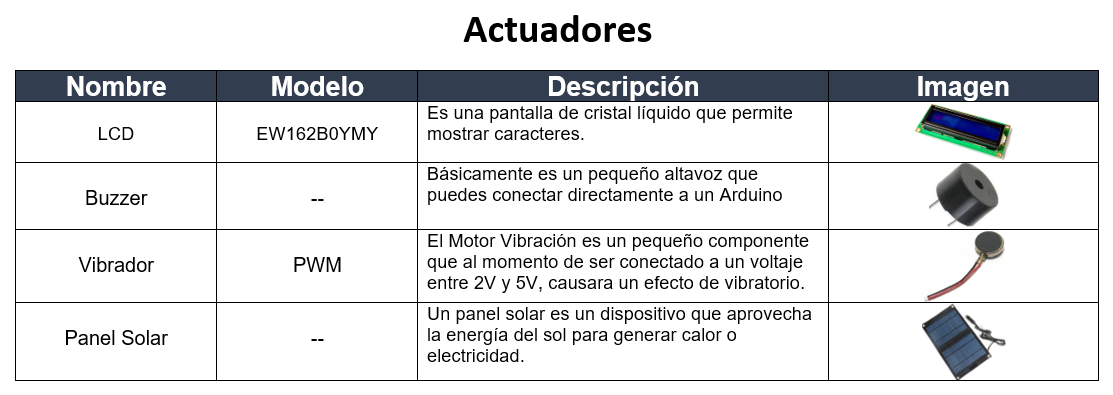 Actuadores
Nombre Modelo Descripción Imagen
LCD EW162B0YMY Es una pantalla de cristal líquido que permite
mostrar caracteres.
Buzzer -- Básicamente es un pequeño altavoz que
puedes conectar directamente a un Arduino
Vibrador PWM El Motor Vibración es un pequeño componente
que al momento de ser conectado a un voltaje
entre 2V y 5V, causara un efecto de vibratorio.
Panel Solar -- Un panel solar es un dispositivo que aprovecha
la energía del sol para generar calor o
electricidad.